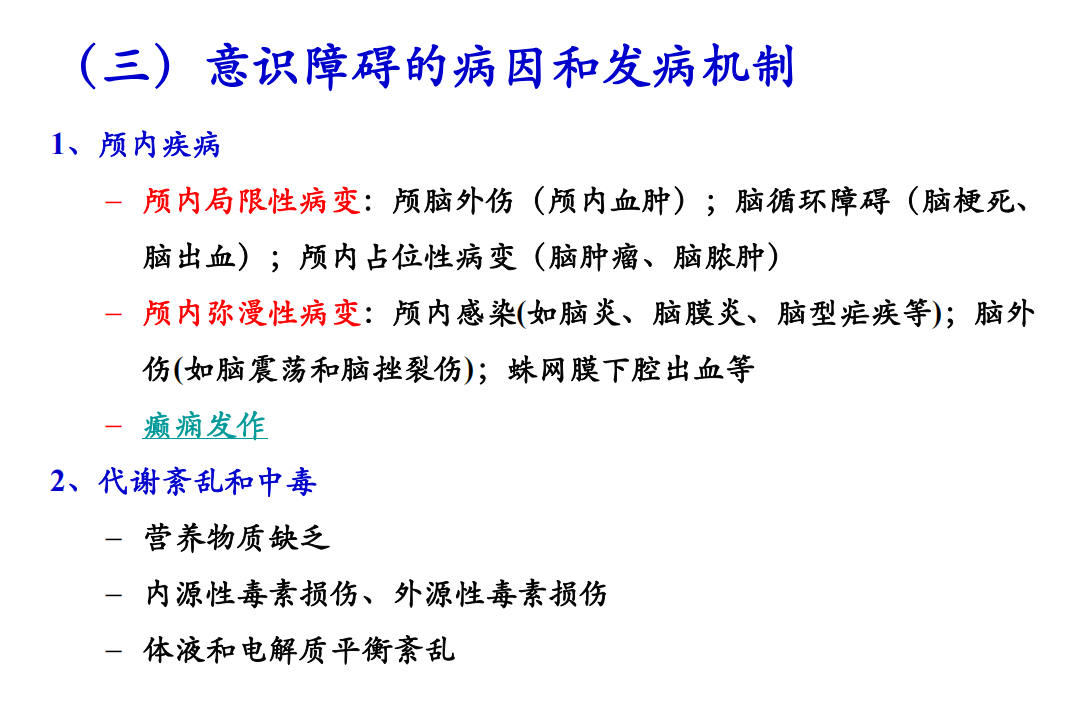 （三）意识障碍的病因和发病机制
1、颅内疾病
– 颅内局限性病变：颅脑外伤（颅内血肿）；脑循环障碍（脑梗死、
脑出血）；颅内占位性病变（脑肿瘤、脑脓肿）
– 颅内弥漫性病变：颅内感染(如脑炎、脑膜炎、脑型疟疾等)；脑外
伤(如脑震荡和脑挫裂伤)；蛛网膜下腔出血等
– 癫痫发作
2、代谢紊乱和中毒
– 营养物质缺乏
– 内源性毒素损伤、外源性毒素损伤
– 体液和电解质平衡紊乱